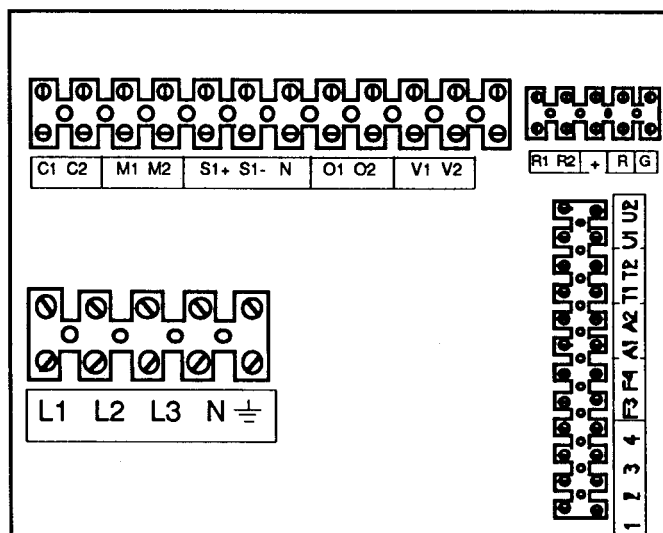 C1 C2 M1 M2 S1+ S1- N O1 O2 V1 V2
R1 R2 + R G
L1 L2 L3 N
1 2 3 4 F3 F4 A1 A2 T1 T2 U1 U2